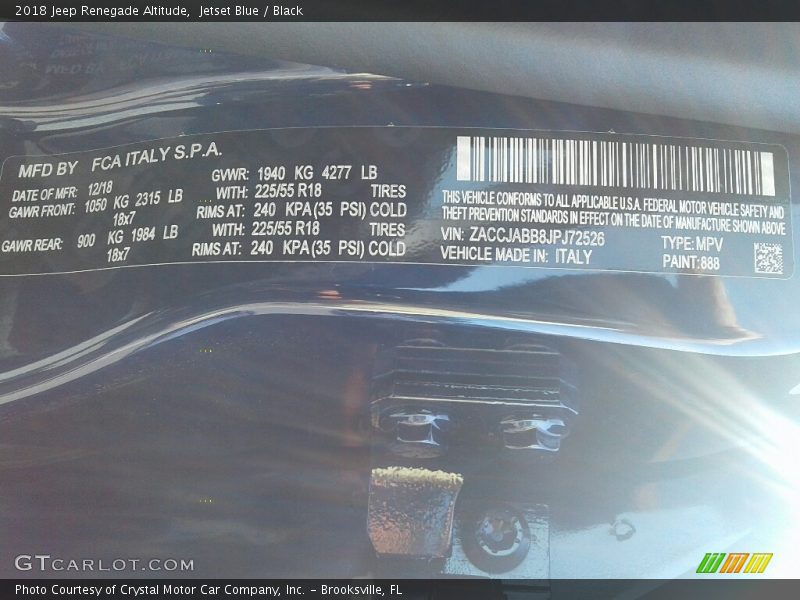 2018 Jeep Renegade Altitude,  Jetset Blue / Black
MFD BY FCA ITALY S.P.A.
DATE OF MFR: 12/18
GVWR: 1940 KG 4277 LB
GAWR FRONT: 1050 KG 2315 LB WITH: 225/55 R18 TIRES
18x7 RIMS AT: 240 KPA(35 PSI) COLD
GAWR REAR: 900 KG 1984 LB WITH: 225/55 R18 TIRES
18x7 RIMS AT: 240 KPA(35 PSI) COLD
THIS VEHICLE CONFORMS TO ALL APPLICABLE U.S.A. FEDERAL MOTOR VEHICLE SAFETY AND
THEFT PREVENTION STANDARDS IN EFFECT ON THE DATE OF MANUFACTURE SHOWN ABOVE
VIN: ZACCJABB8JPJ72526 TYPE: MPV
VEHICLE MADE IN: ITALY PAINT: 888
GTCARLOT.COM
Photo Courtesy of Crystal Motor Car Company, Inc. – Brooksville, FL